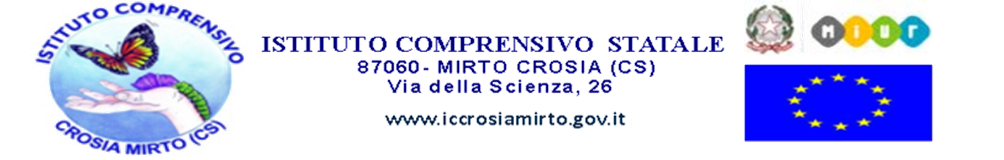 ISTITUTO COMPRENSIVO
CROSIA MIRTO (CS)
ISTITUTO COMPRENSIVO STATALE
87060- MIRTO CROSIA (CS)
Via della Scienza, 26
www.iccrosiamirto.gov.it
miur